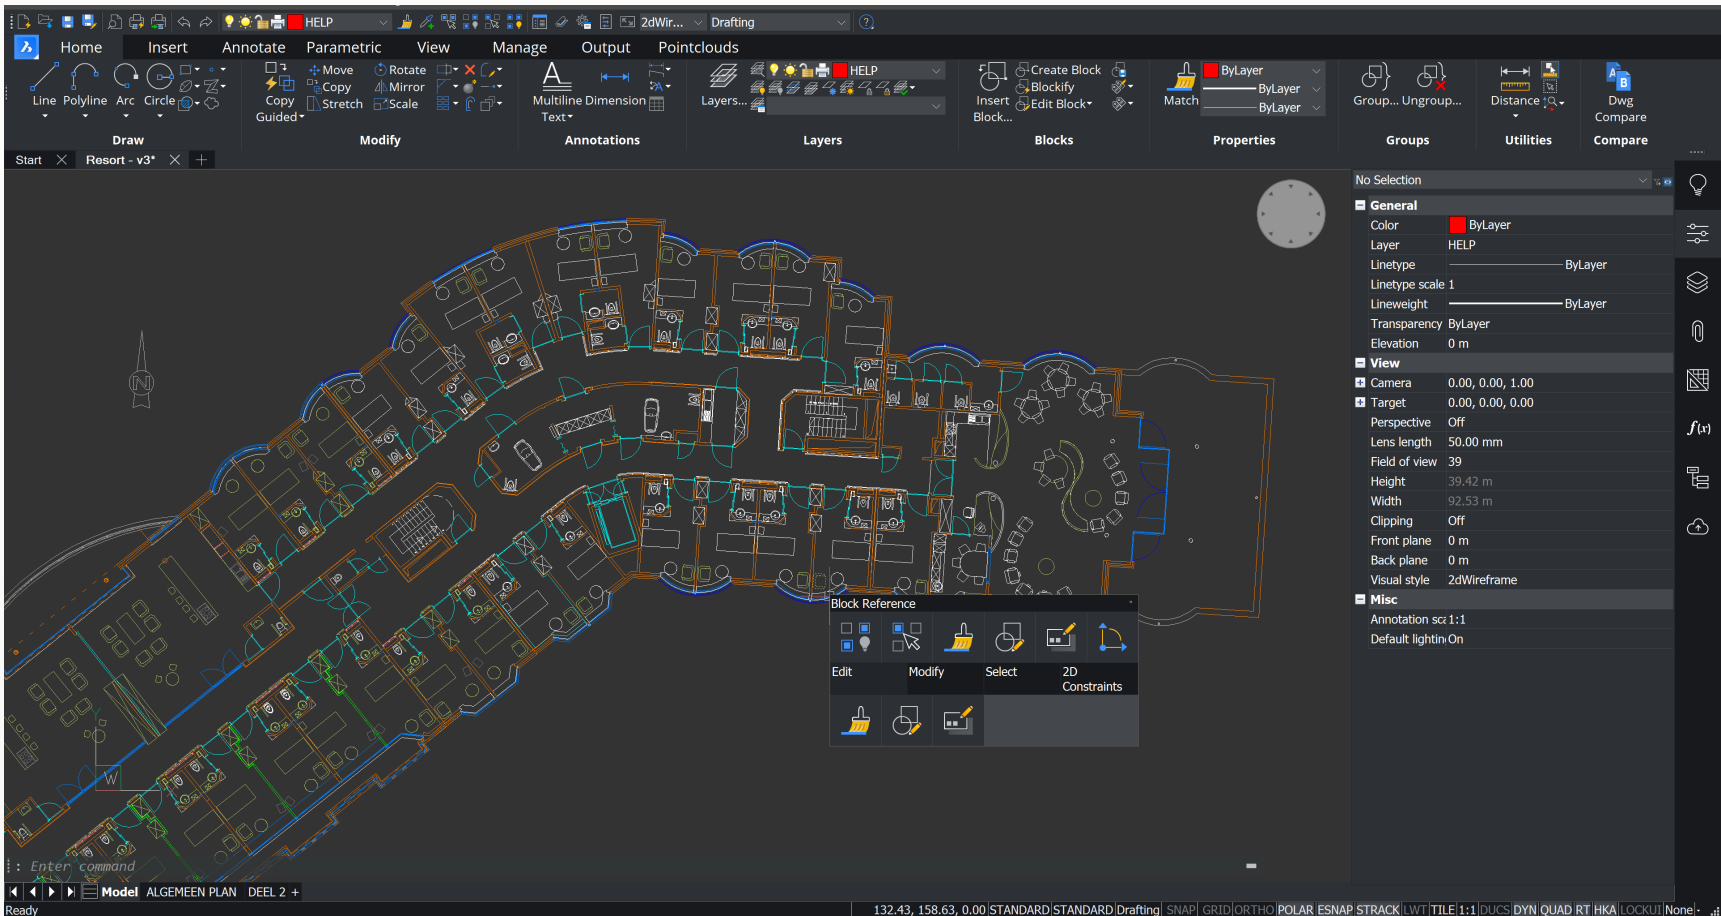 HELP
2dWir...
Drafting
Home Insert Annotate Parametric View Manage Output Pointclouds
Line Polyline Arc Circle
Draw
Copy
Guided
Move
Copy
Stretch
Rotate
Mirror
Scale
Modify
A
Multiline
Text
Dimension
Annotations
Layers...
HELP
Layers
Insert
Block...
Create Block
Blockify
Edit Block
Blocks
Match
ByLayer
ByLayer
ByLayer
Properties
Group... Ungroup...
Groups
Distance
Utilities
Dwg
Compare
Compare
Start
Resort - v3*
N
W
No Selection
General
Color ByLayer
Layer HELP
Linetype ByLayer
Linetype scale 1
Lineweight ByLayer
Transparency ByLayer
Elevation 0 m
View
Camera 0.00, 0.00, 1.00
Target 0.00, 0.00, 0.00
Perspective Off
Lens length 50.00 mm
Field of view 39
Height 39.42 m
Width 92.53 m
Clipping Off
Front plane 0 m
Back plane 0 m
Visual style 2dWireframe
Misc
Annotation sca 1:1
Default lightin On
f(x)
Block Reference
Edit Modify Select 2D
Constraints
: Enter command
Model ALGEMEEN PLAN DEEL 2 +
Ready
132.43, 158.63, 0.00 STANDARD STANDARD Drafting SNAP GRID ORTHO POLAR ESNAP STRACK LWT TILE 1:1 DUCS DYN QUAD RT HKA LOCKUI None